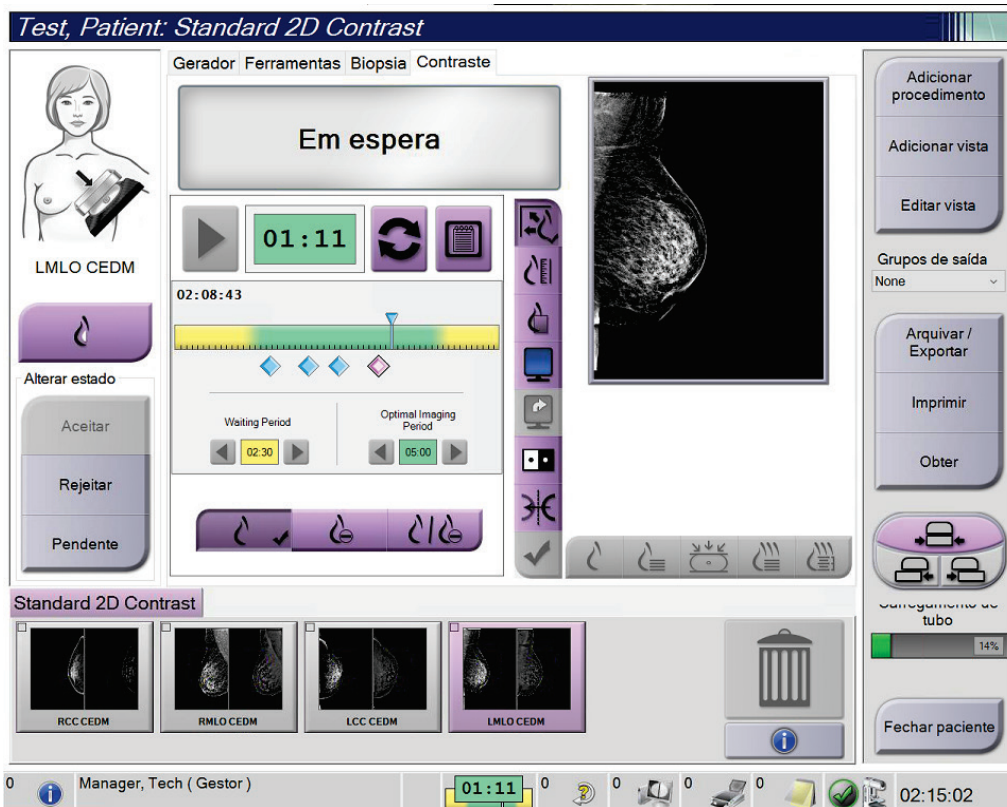 Test, Patient: Standard 2D Contrast
Gerador Ferramentas Biopsia Contraste
Em espera
01:11
02:08:43
Waiting Period
02:30
Optimal Imaging
Period
05:00
LMLO CEDM
Alterar estado
Aceitar
Rejeitar
Pendente
Adicionar
procedimento
Adicionar vista
Editar vista
Grupos de saída
None
Arquivar /
Exportar
Imprimir
Obter
Carregamento do
tubo
14%
Fechar paciente
Standard 2D Contrast
RCC CEDM
RMLO CEDM
LCC CEDM
LMLO CEDM
0
Manager, Tech ( Gestor )
01:11
0
0
0
0
02:15:02